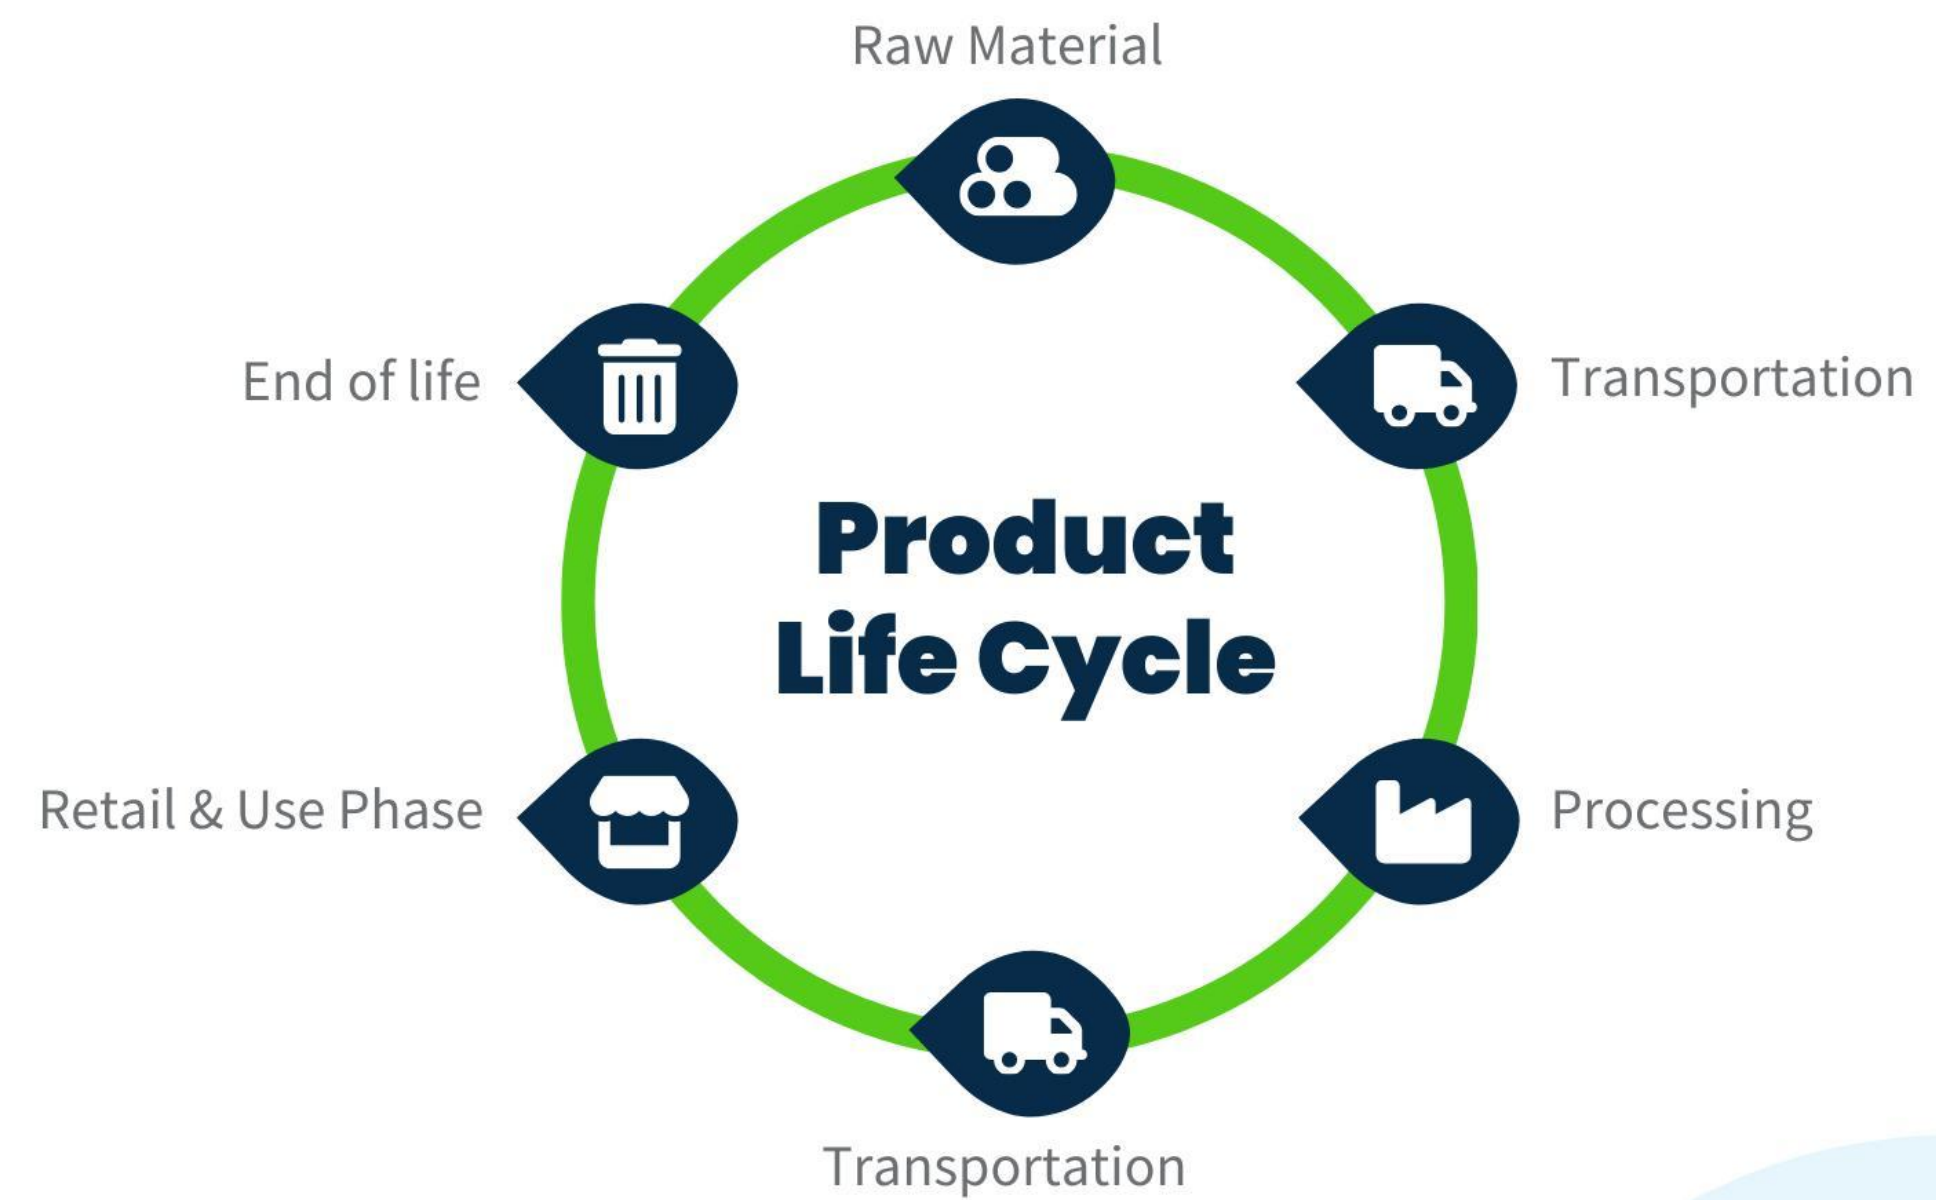 Raw Material
End of life
Transportation
Product
Life Cycle
Retail & Use Phase
Processing
Transportation